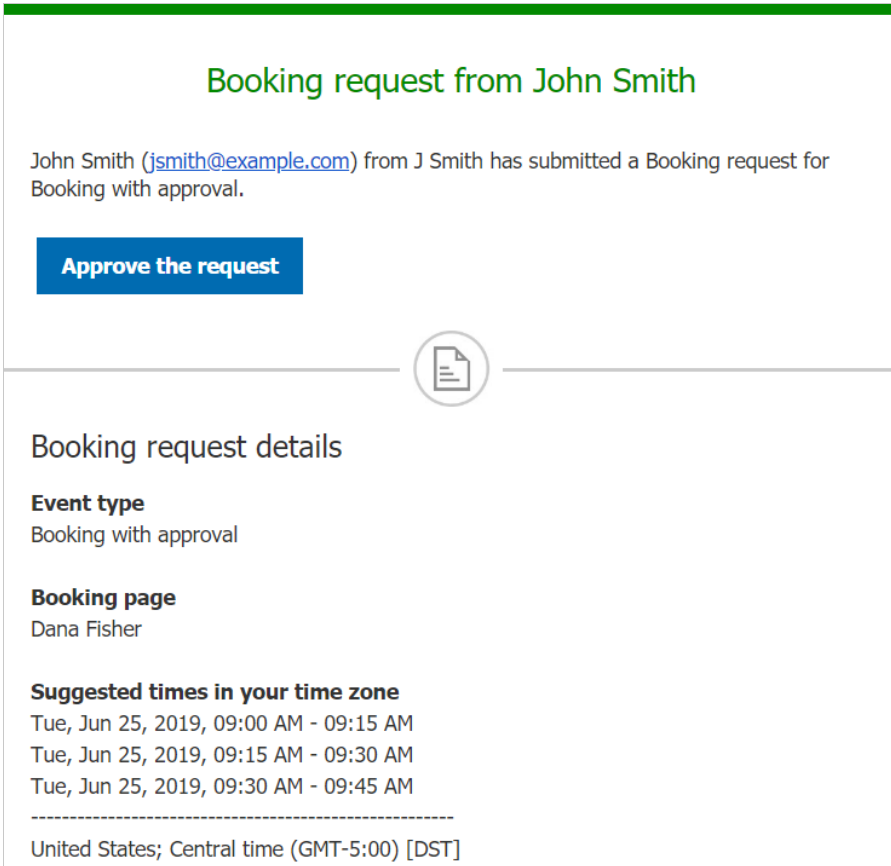 Booking request from John Smith
John Smith (jsmith@example.com) from J Smith has submitted a Booking request for
Booking with approval.
Approve the request
Booking request details
Event type
Booking with approval
Booking page
Dana Fisher
Suggested times in your time zone
Tue, Jun 25, 2019, 09:00 AM - 09:15 AM
Tue, Jun 25, 2019, 09:15 AM - 09:30 AM
Tue, Jun 25, 2019, 09:30 AM - 09:45 AM
-------------------------------------------------------
United States; Central time (GMT-5:00) [DST]